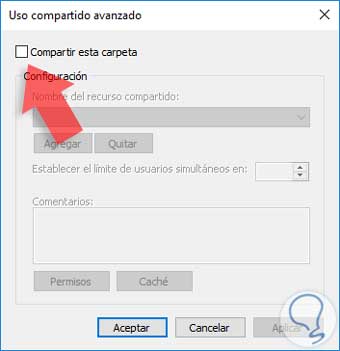 Uso compartido avanzado
Compartir esta carpeta
Configuración
Nombre del recurso compartido:
Agregar
Quitar
Establecer el límite de usuarios simultáneos en:
Comentarios:
Permisos
Caché
Aceptar
Cancelar
Aplicar